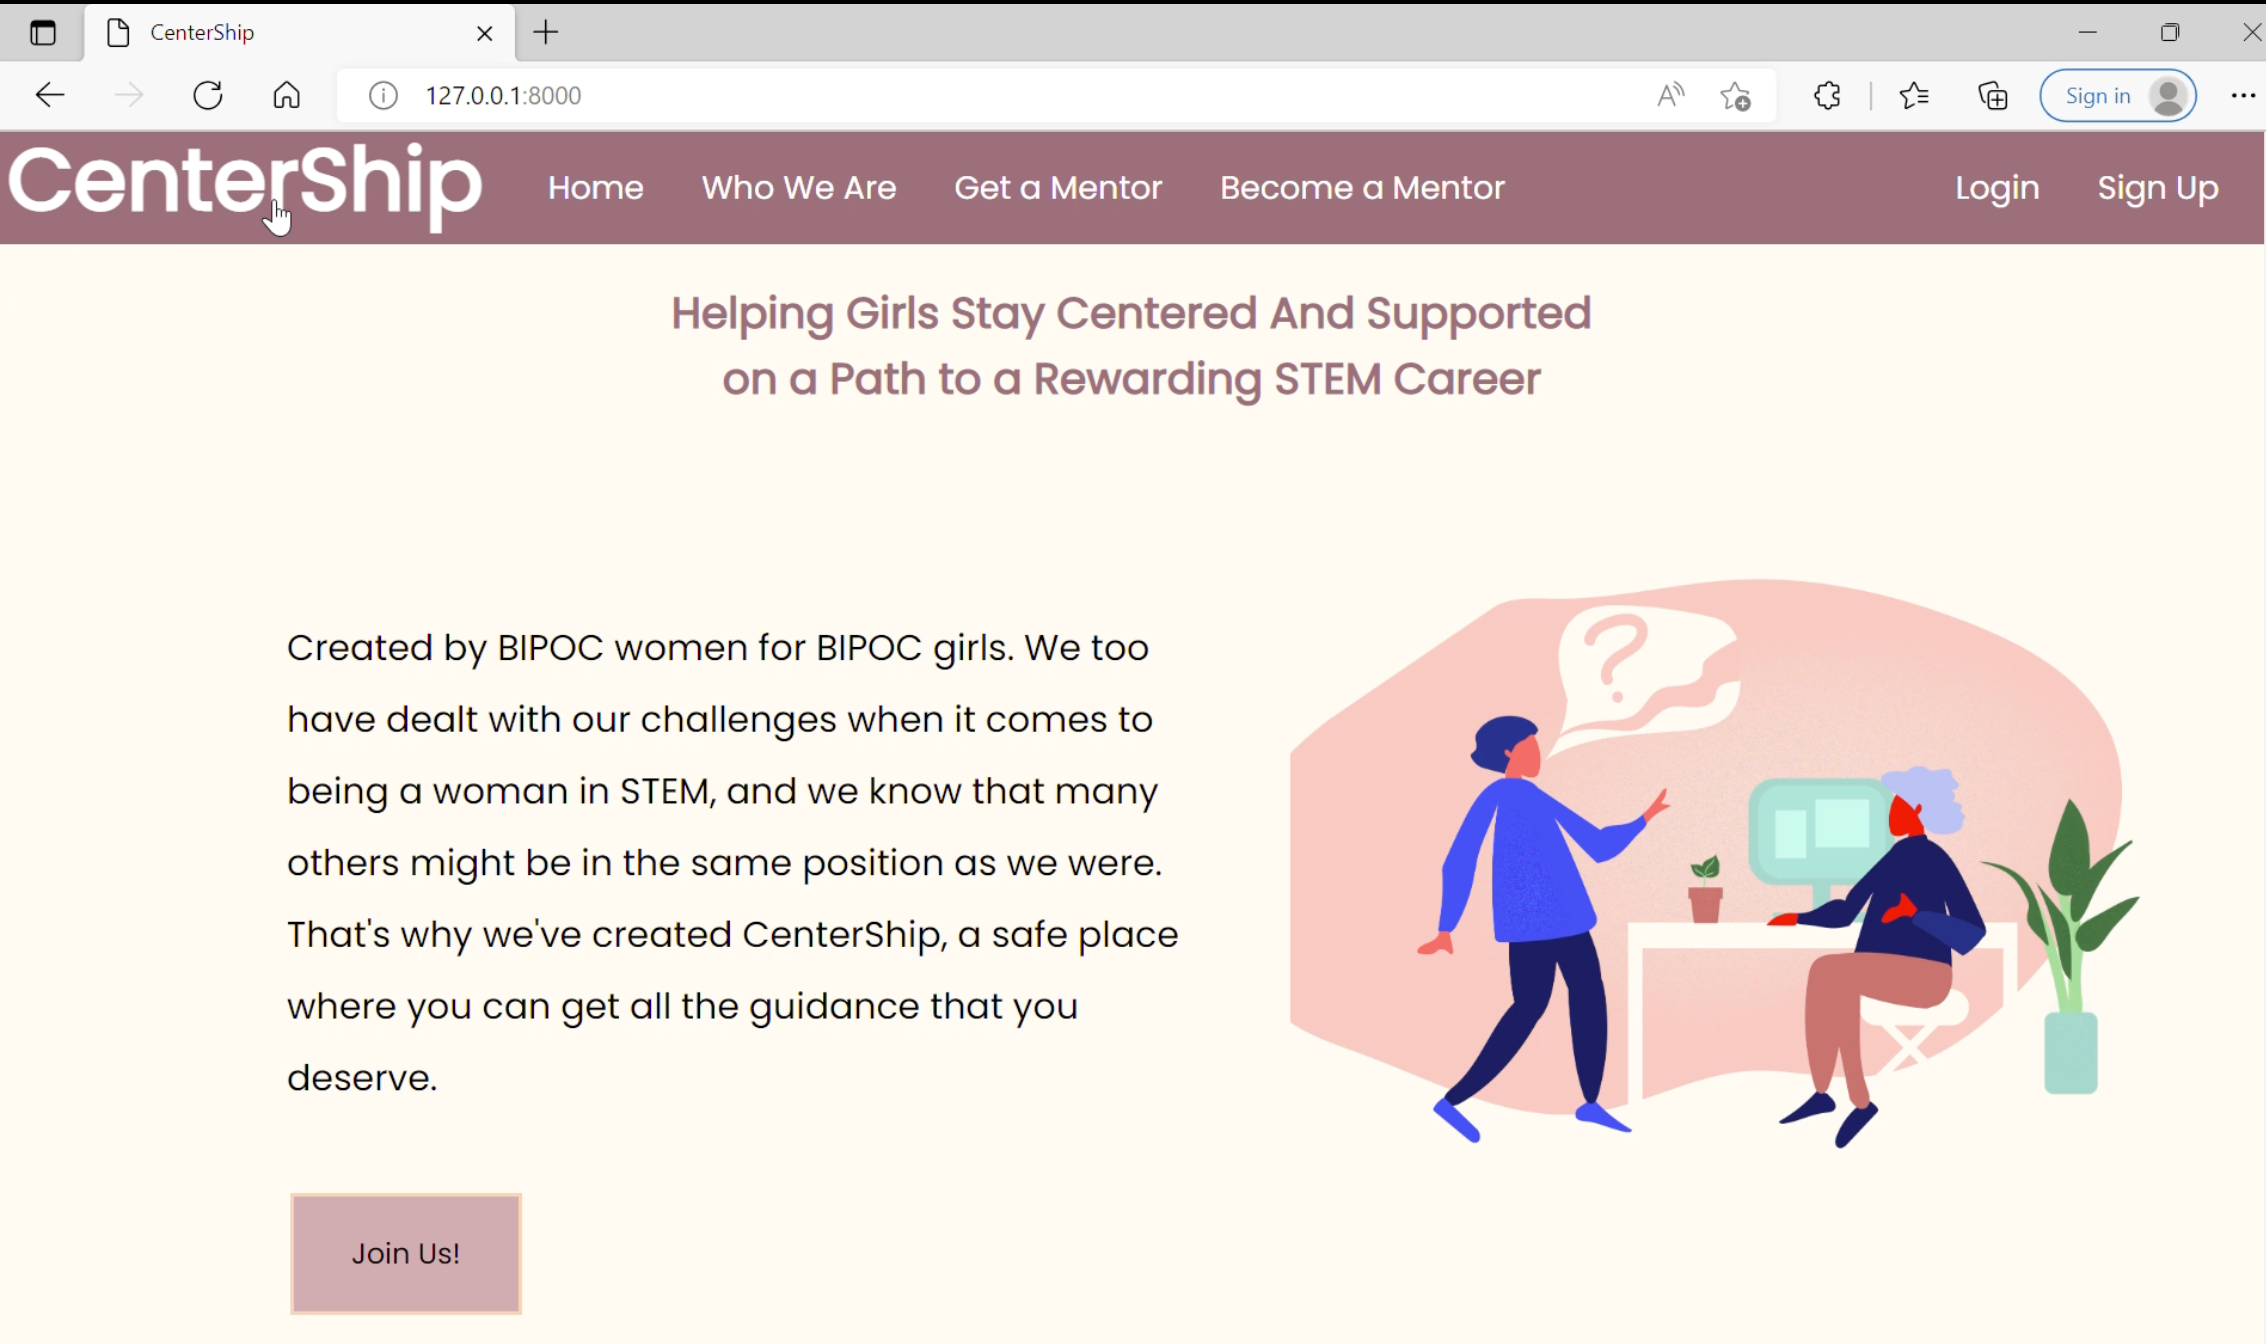 CenterShip
127.0.0.1:8000
Sign in
CenterShip Home Who We Are Get a Mentor Become a Mentor Login Sign Up
Helping Girls Stay Centered And Supported
on a Path to a Rewarding STEM Career
?
Created by BIPOC women for BIPOC girls. We too
have dealt with our challenges when it comes to
being a woman in STEM, and we know that many
others might be in the same position as we were.
That's why we've created CenterShip, a safe place
where you can get all the guidance that you
deserve.
Join Us!